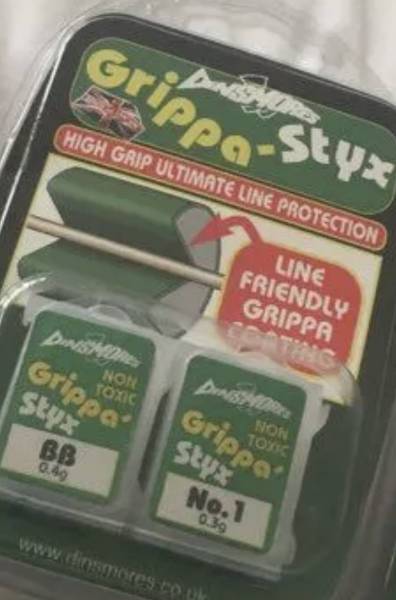 Grippa-Styx
DINSMORES
HIGH GRIP ULTIMATE LINE PROTECTION
LINE
FRIENDLY
GRIPPA
COATING
DINSMORES
NON
TOXIC
Grippa-
Styx
BB
0.4g
DINSMORES
NON
TOXIC
Grippa-
Styx
No.1
0.3g
www.dinsmores.co.uk